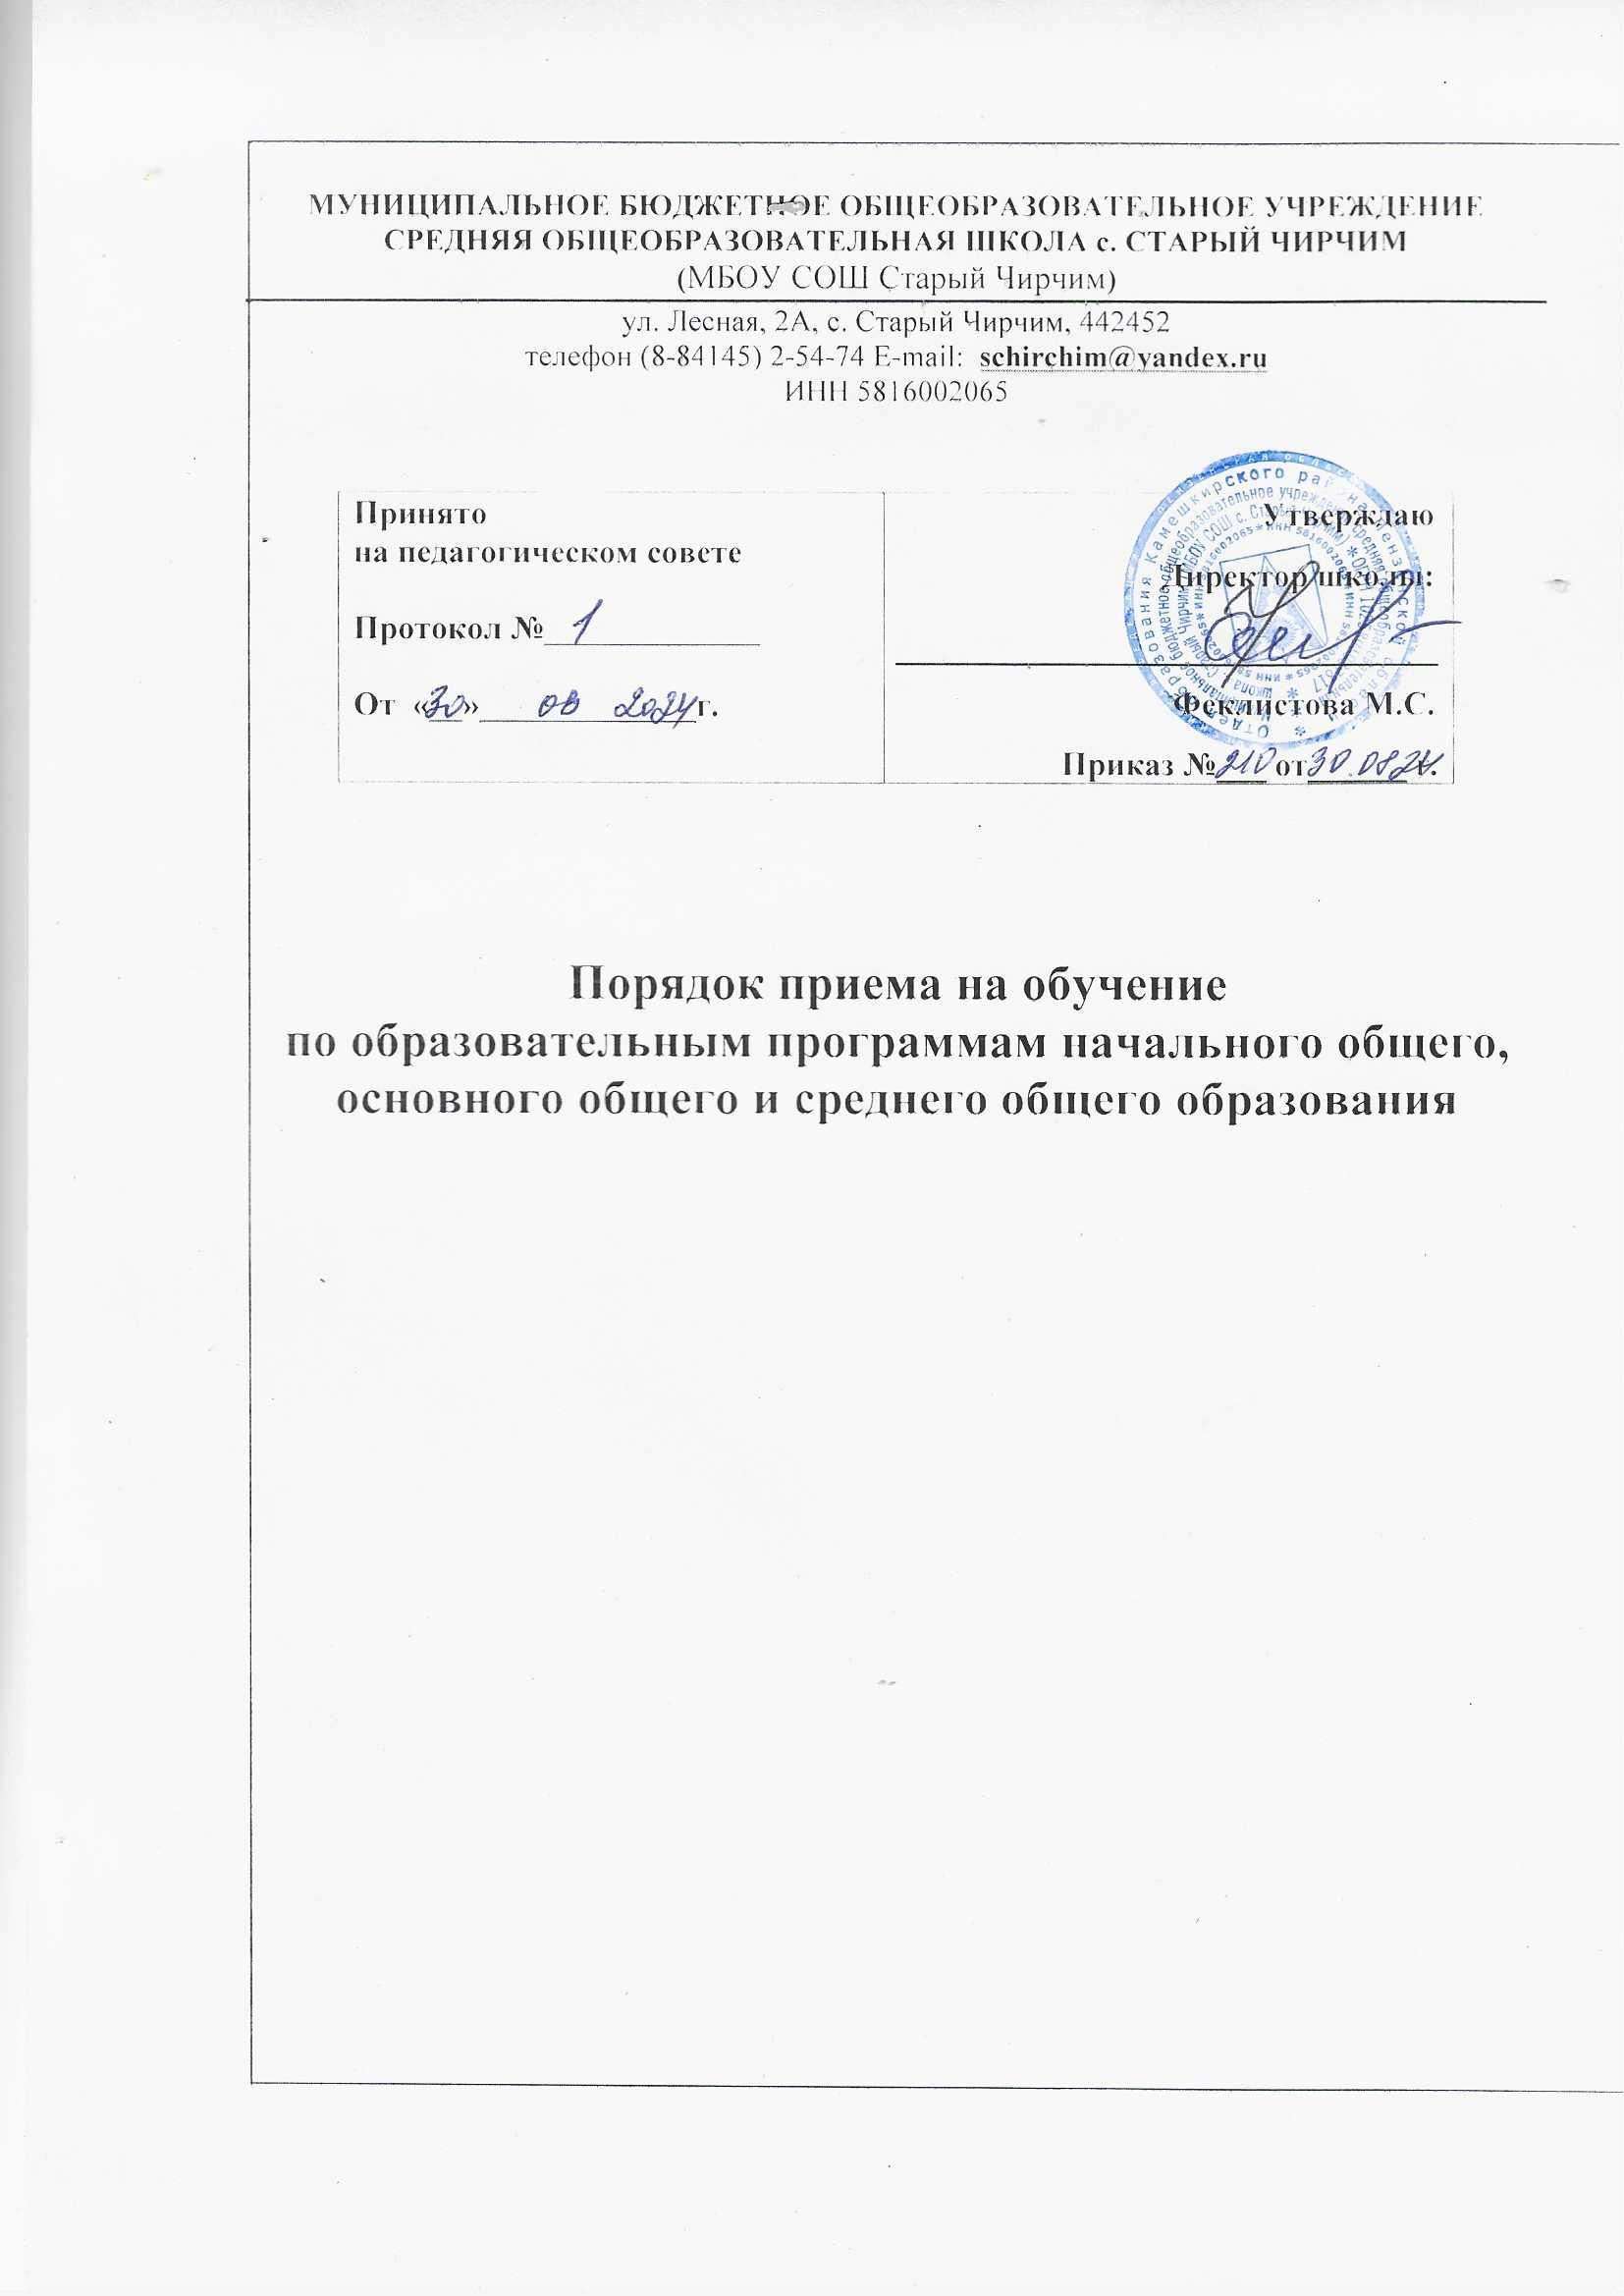 МУНИЦИПАЛЬНОЕ БЮДЖЕТНОЕ ОБЩЕОБРАЗОВАТЕЛЬНОЕ УЧРЕЖДЕНИЕ
СРЕДНЯЯ ОБЩЕОБРАЗОВАТЕЛЬНАЯ ШКОЛА с. СТАРЫЙ ЧИРЧИМ
(МБОУ СОШ Старый Чирчим)
ул. Лесная, 2А, с. Старый Чирчим, 442452
телефон (8-84145) 2-54-74 E-mail: schirchim@yandex.ru
ИНН 5816002065
Принято
на педагогическом совете
Протокол № 1
От «30» 08 2024г.
Утверждаю
Директор школы:
Феклистова М.С.
Приказ №210 от 30.08.24г.
Порядок приема на обучение
по образовательным программам начального общего,
основного общего и среднего общего образования